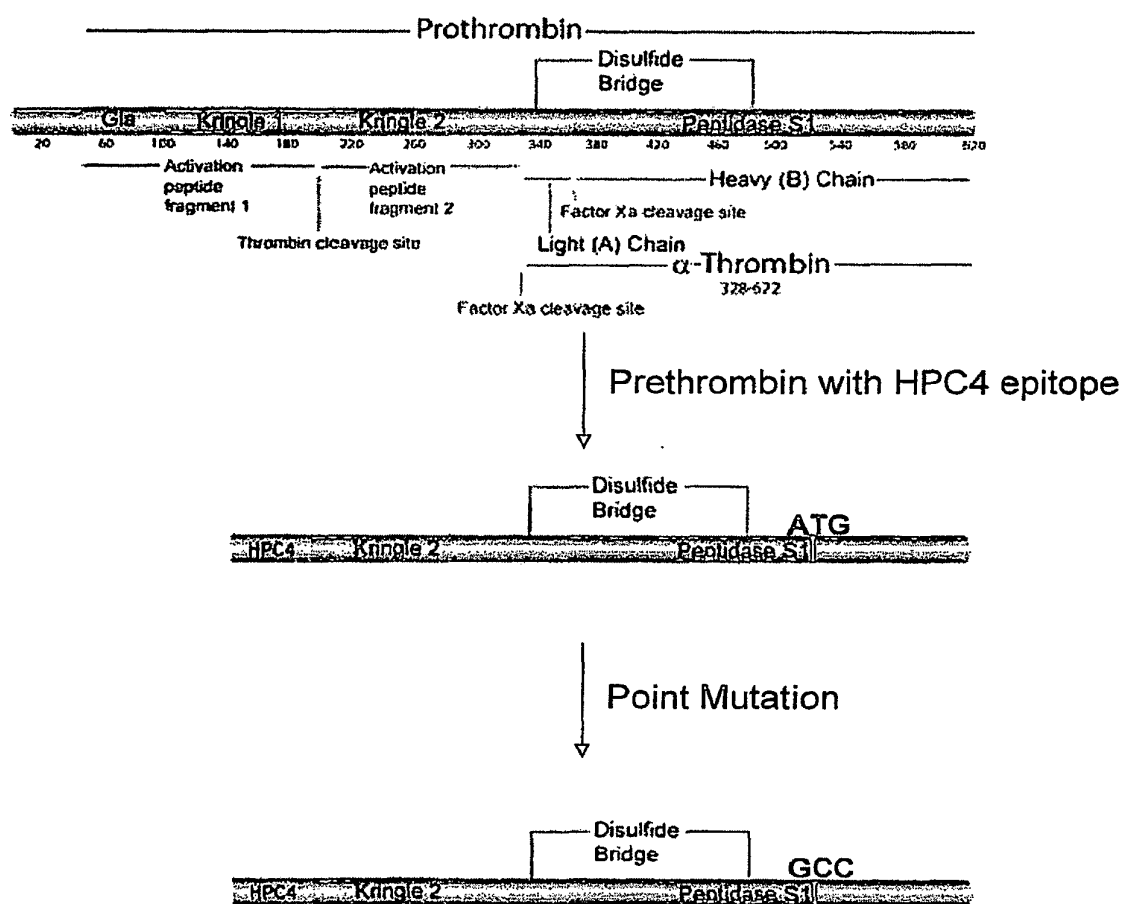 Prothrombin
Disulfide
Bridge
Gla Kringle 1 Kringle 2 Peptidase S1
20 60 100 140 180 220 260 300 340 380 420 460 500 540 580 620
Activation
peptide
fragment 1
Activation
peptide
fragment 2
Heavy (B) Chain
Factor Xa cleavage site
Thrombin cleavage site
Light (A) Chain
α-Thrombin
328-622
Factor Xa cleavage site
Prethrombin with HPC4 epitope
Disulfide
Bridge
ATG
HPC4 Kringle 2 Peptidase S1
Point Mutation
Disulfide
Bridge
GCC
HPC4 Kringle 2 Peptidase S1